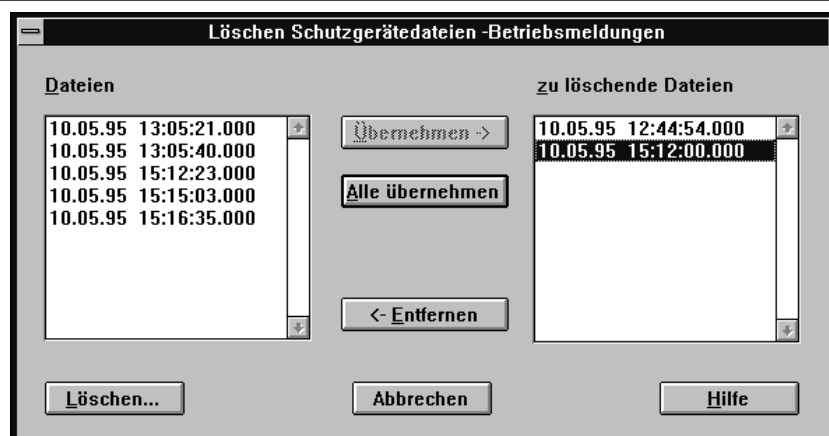 Löschen Schutzgerätedateien -Betriebsmeldungen
Dateien
zu löschende Dateien
10.05.95 13:05:21.000
10.05.95 13:05:40.000
10.05.95 15:12:23.000
10.05.95 15:15:03.000
10.05.95 15:16:35.000
Übernehmen ->
Alle übernehmen
<- Entfernen
10.05.95 12:44:54.000
10.05.95 15:12:00.000
Löschen...
Abbrechen
Hilfe